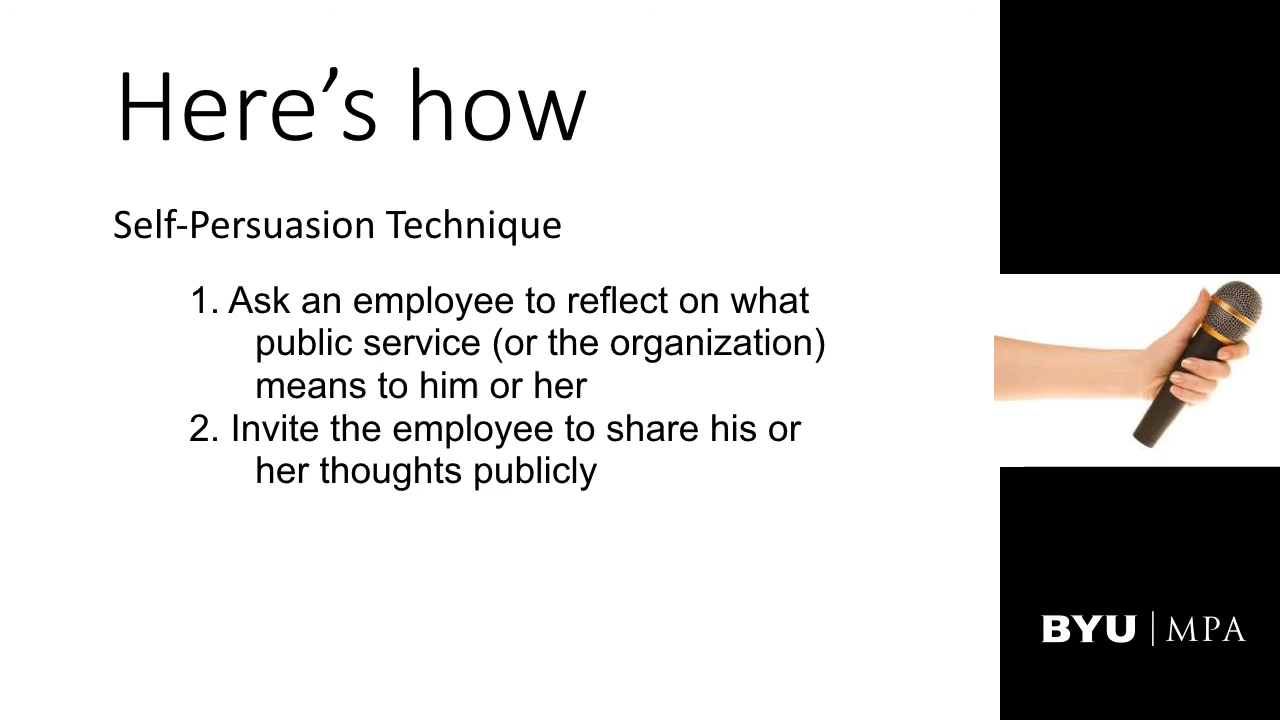 Here’s how
Self-Persuasion Technique
1. Ask an employee to reflect on what
public service (or the organization)
means to him or her
2. Invite the employee to share his or
her thoughts publicly
BYU | MPA